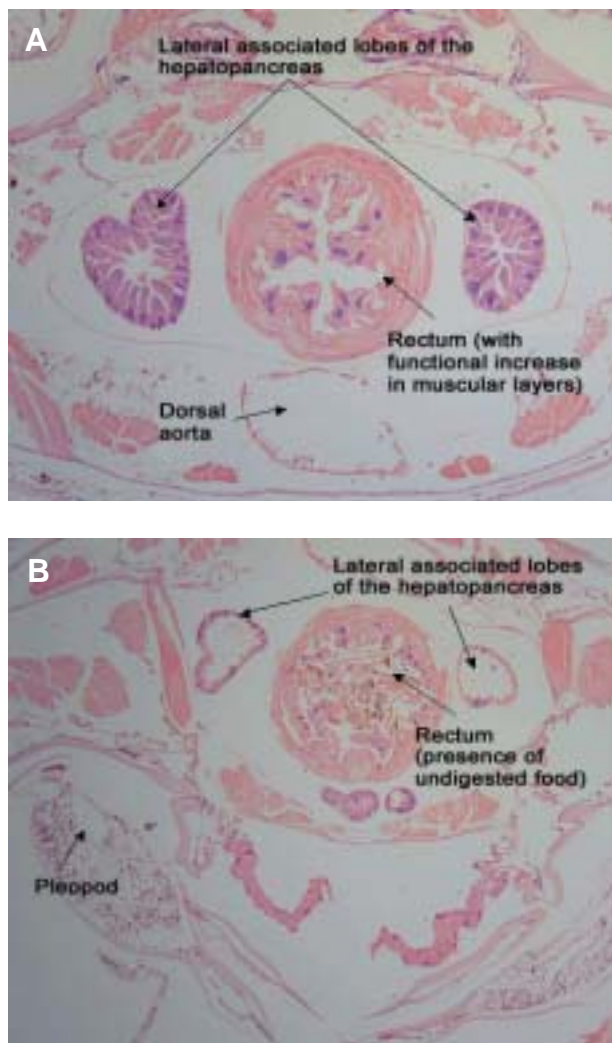 A
Lateral associated lobes of the
hepatopancreas
Rectum (with
functional increase
in muscular layers)
Dorsal
aorta
B
Lateral associated lobes
of the hepatopancreas
Rectum
(presence of
undigested food)
Pleopod